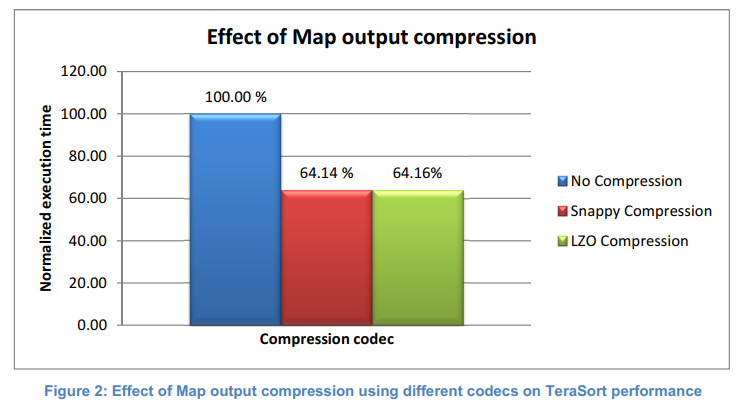 Effect of Map output compression
120.00
100.00
80.00
60.00
40.00
20.00
0.00
Normalized execution time
100.00 %
64.14 %
64.16%
Compression codec
No Compression
Snappy Compression
LZO Compression
Figure 2: Effect of Map output compression using different codecs on TeraSort performance